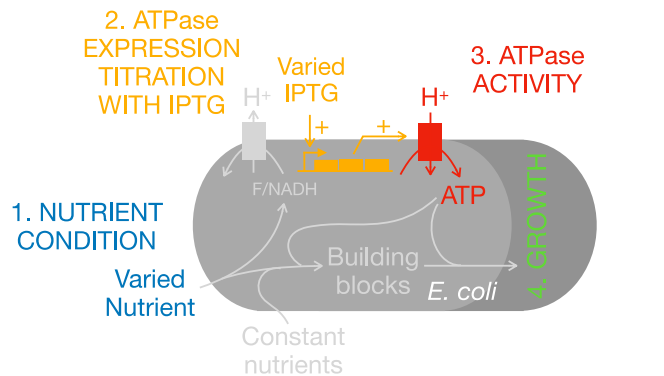 2. ATPase
EXPRESSION
TITRATION
WITH IPTG
Varied
IPTG
3. ATPase
ACTIVITY
H+
H+
+
+
F/NADH
ATP
1. NUTRIENT
CONDITION
Varied
Nutrient
Building
blocks
E. coli
4. GROWTH
Constant
nutrients